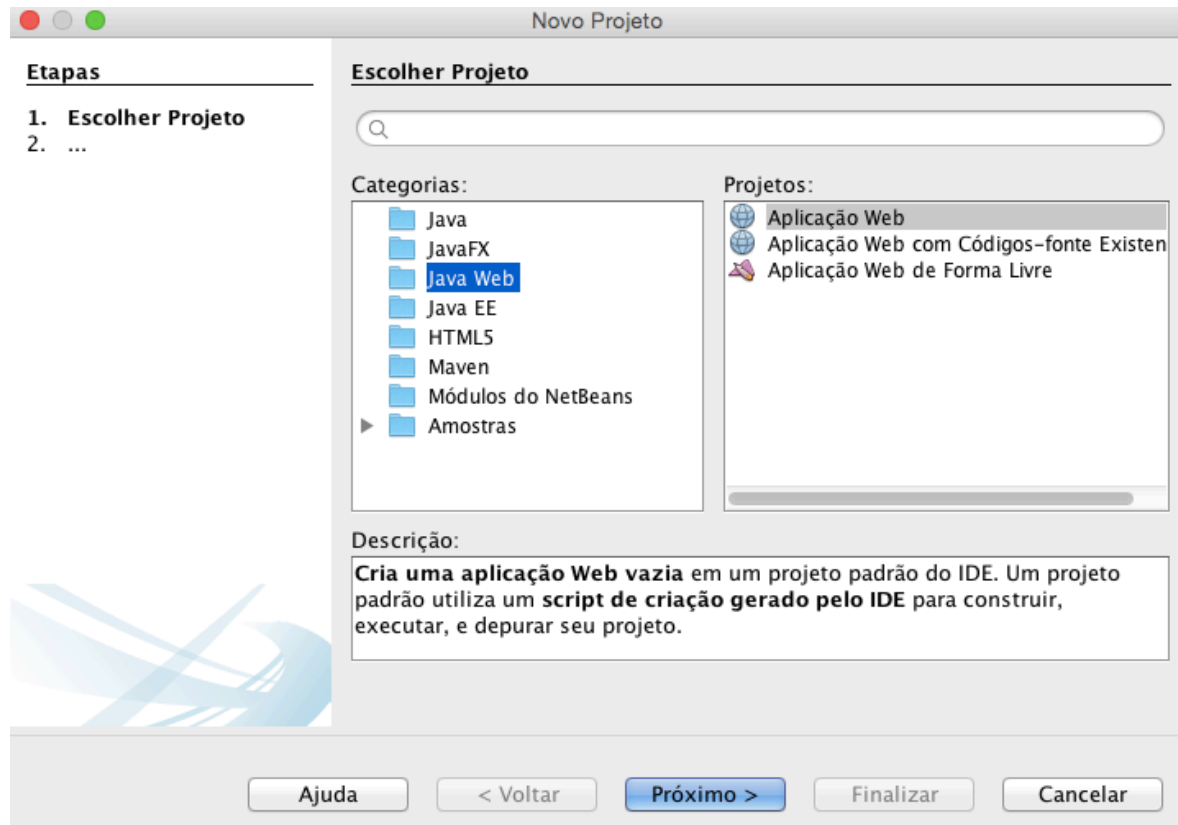 Novo Projeto
Etapas
1. Escolher Projeto
2. ...
Escolher Projeto
Categorias:
Java
JavaFX
Java Web
Java EE
HTML5
Maven
Módulos do NetBeans
Amostras
Projetos:
Aplicação Web
Aplicação Web com Códigos-fonte Existen
Aplicação Web de Forma Livre
Descrição:
Cria uma aplicação Web vazia em um projeto padrão do IDE. Um projeto
padrão utiliza um script de criação gerado pelo IDE para construir,
executar, e depurar seu projeto.
Ajuda
< Voltar
Próximo >
Finalizar
Cancelar